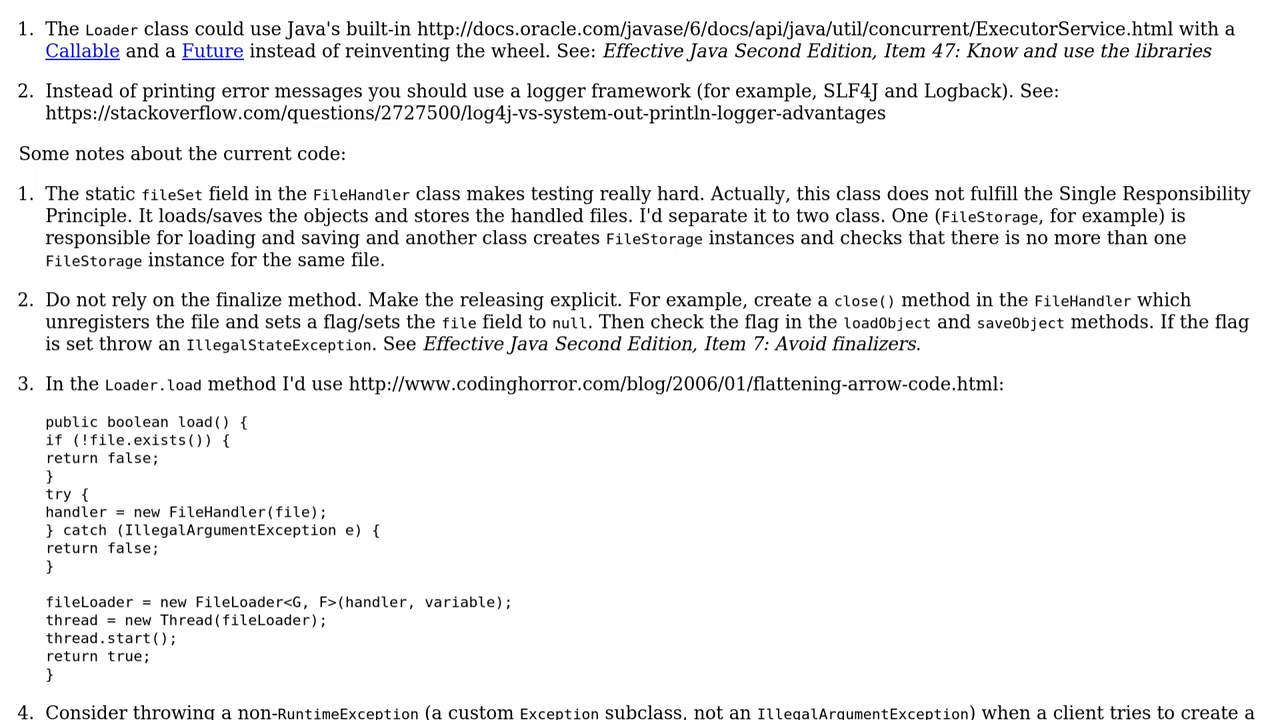 1. The Loader class could use Java's built-in http://docs.oracle.com/javase/6/docs/api/java/util/concurrent/ExecutorService.html with a
Callable and a Future instead of reinventing the wheel. See: Effective Java Second Edition, Item 47: Know and use the libraries
2. Instead of printing error messages you should use a logger framework (for example, SLF4J and Logback). See:
https://stackoverflow.com/questions/2727500/log4j-vs-system-out-println-logger-advantages
Some notes about the current code:
1. The static fileSet field in the FileHandler class makes testing really hard. Actually, this class does not fulfill the Single Responsibility
Principle. It loads/saves the objects and stores the handled files. I'd separate it to two class. One (FileStorage, for example) is
responsible for loading and saving and another class creates FileStorage instances and checks that there is no more than one
FileStorage instance for the same file.
2. Do not rely on the finalize method. Make the releasing explicit. For example, create a close() method in the FileHandler which
unregisters the file and sets a flag/sets the file field to null. Then check the flag in the loadObject and saveObject methods. If the flag
is set throw an IllegalStateException. See Effective Java Second Edition, Item 7: Avoid finalizers.
3. In the Loader.load method I'd use http://www.codinghorror.com/blog/2006/01/flattening-arrow-code.html:
public boolean load() {
if (!file.exists()) {
return false;
}
try {
handler = new FileHandler(file);
} catch (IllegalArgumentException e) {
return false;
}
fileLoader = new FileLoader<G, F>(handler, variable);
thread = new Thread(fileLoader);
thread.start();
return true;
}
4. Consider throwing a non-RuntimeException (a custom Exception subclass, not an IllegalArgumentException) when a client tries to create a